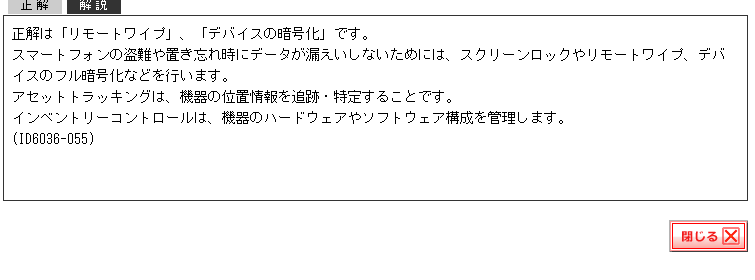 正解 解説
正解は「リモートワイプ」、「デバイスの暗号化」です。
スマートフォンの盗難や置き忘れ時にデータが漏えいしないためには、スクリーンロックやリモートワイプ、デバ
イスのフル暗号化などを行います。
アセットトラッキングは、機器の位置情報を追跡・特定することです。
インベントリーコントロールは、機器のハードウェアやソフトウェア構成を管理します。
(ID6036-055)
閉じる